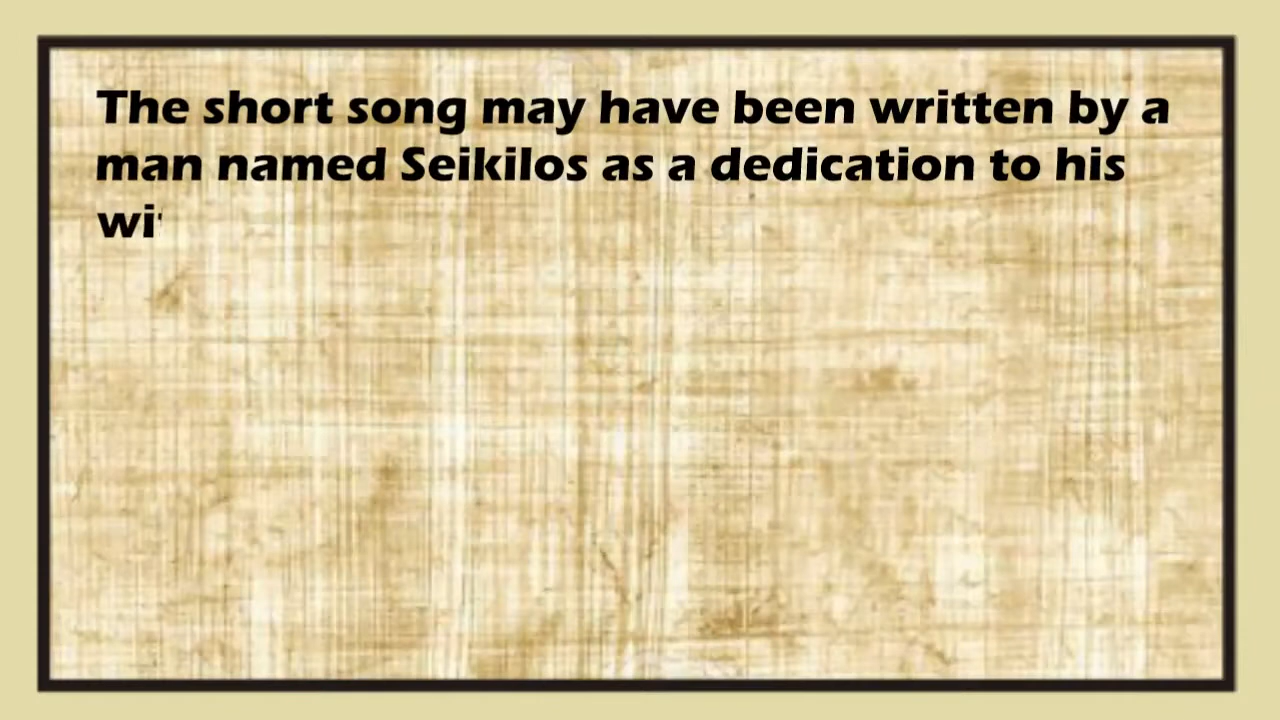 The short song may have been written by a
man named Seikilos as a dedication to his